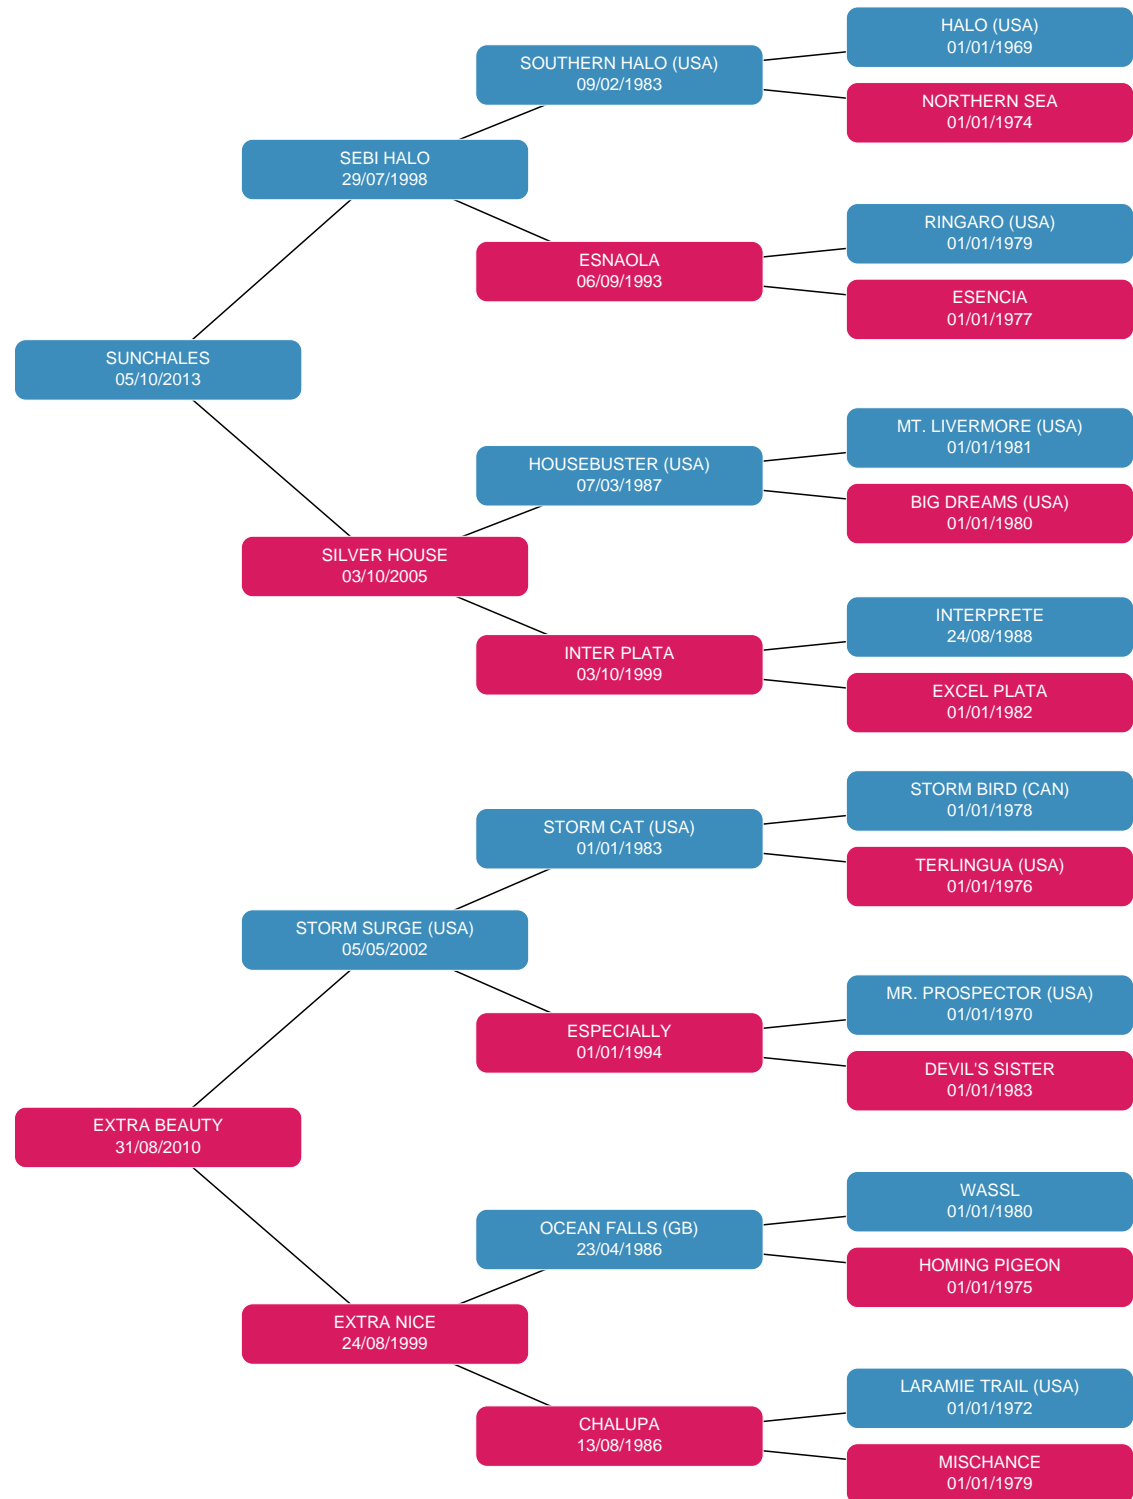 HALO (USA)
01/01/1969
SOUTHERN HALO (USA)
09/02/1983
NORTHERN SEA
01/01/1974
SEBI HALO
29/07/1998
RINGARO (USA)
01/01/1979
ESNAOLA
06/09/1993
ESENCIA
01/01/1977
SUNCHALES
05/10/2013
MT. LIVERMORE (USA)
01/01/1981
HOUSEBUSTER (USA)
07/03/1987
BIG DREAMS (USA)
01/01/1980
SILVER HOUSE
03/10/2005
INTERPRETE
24/08/1988
INTER PLATA
03/10/1999
EXCEL PLATA
01/01/1982
STORM BIRD (CAN)
01/01/1978
STORM CAT (USA)
01/01/1983
TERLINGUA (USA)
01/01/1976
STORM SURGE (USA)
05/05/2002
MR. PROSPECTOR (USA)
01/01/1970
ESPECIALLY
01/01/1994
DEVIL'S SISTER
01/01/1983
EXTRA BEAUTY
31/08/2010
WASSL
01/01/1980
OCEAN FALLS (GB)
23/04/1986
HOMING PIGEON
01/01/1975
EXTRA NICE
24/08/1999
LARAMIE TRAIL (USA)
01/01/1972
CHALUPA
13/08/1986
MISCHANCE
01/01/1979